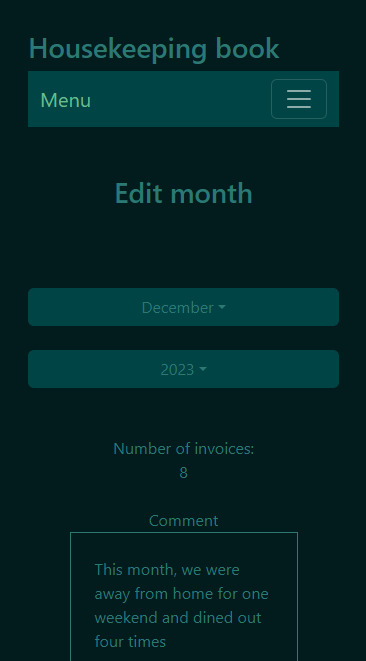 Housekeeping book
Menu
Edit month
December
2023
Number of invoices:
8
Comment
This month, we were
away from home for one
weekend and dined out
four times